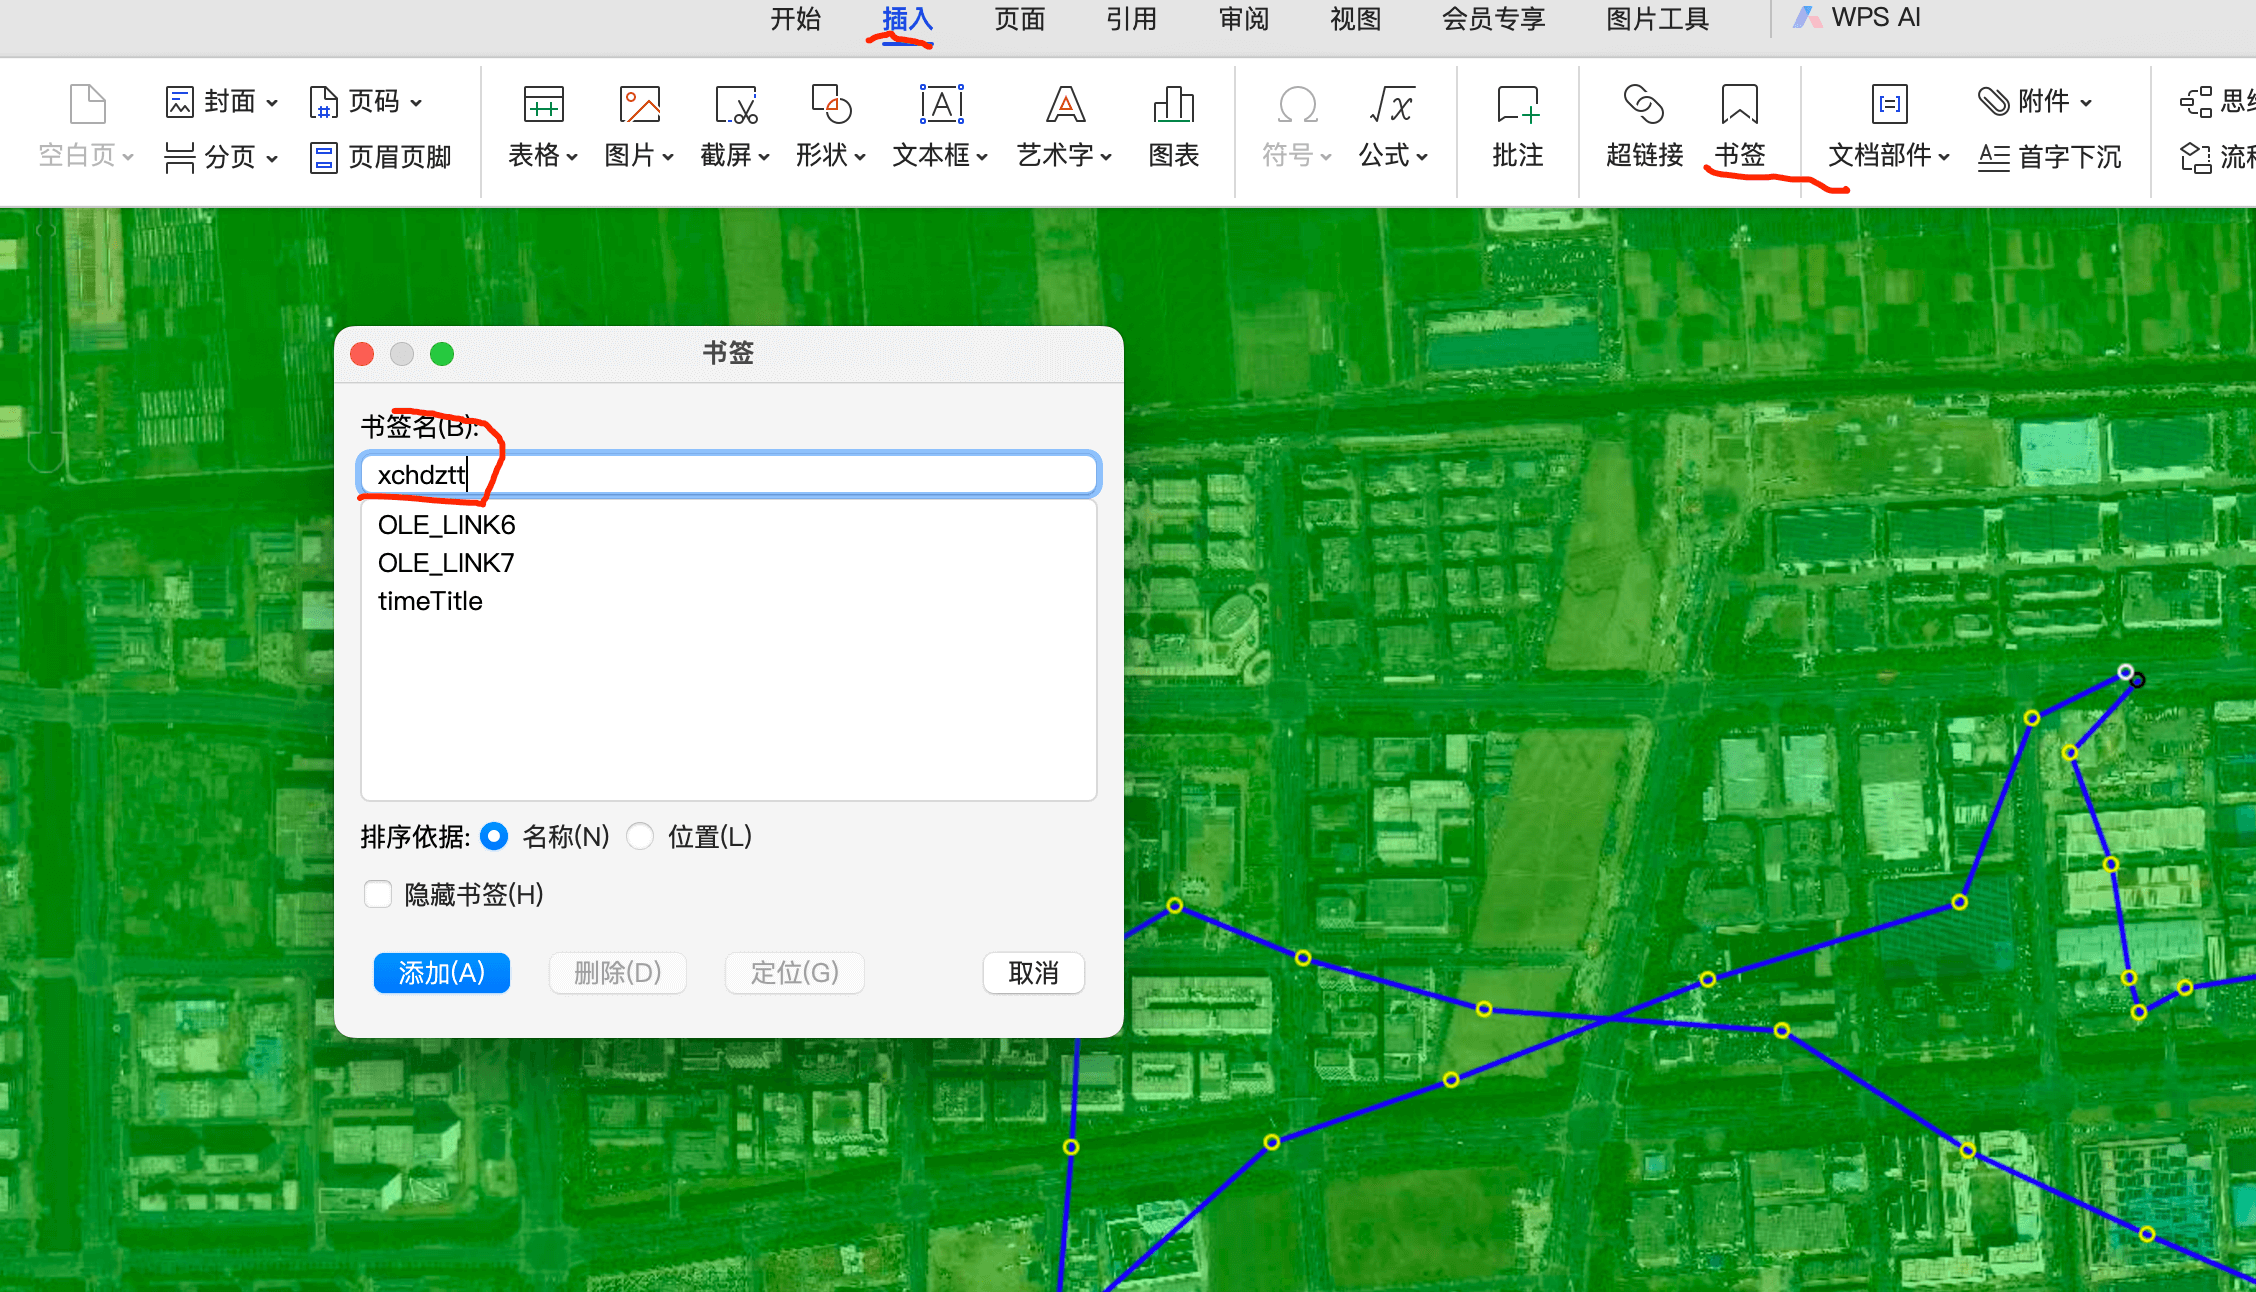 开始 插入 页面 引用 审阅 视图 会员专享 图片工具 WPS AI
封面 页码 附件
空白页 分页 页眉页脚 表格 图片 截屏 形状 文本框 艺术字 图表 符号 公式 批注 超链接 书签 文档部件 首字下沉
书签
书签名(B):
xchdztt
OLE_LINK6
OLE_LINK7
timeTitle
排序依据: 名称(N) 位置(L)
隐藏书签(H)
添加(A) 删除(D) 定位(G) 取消